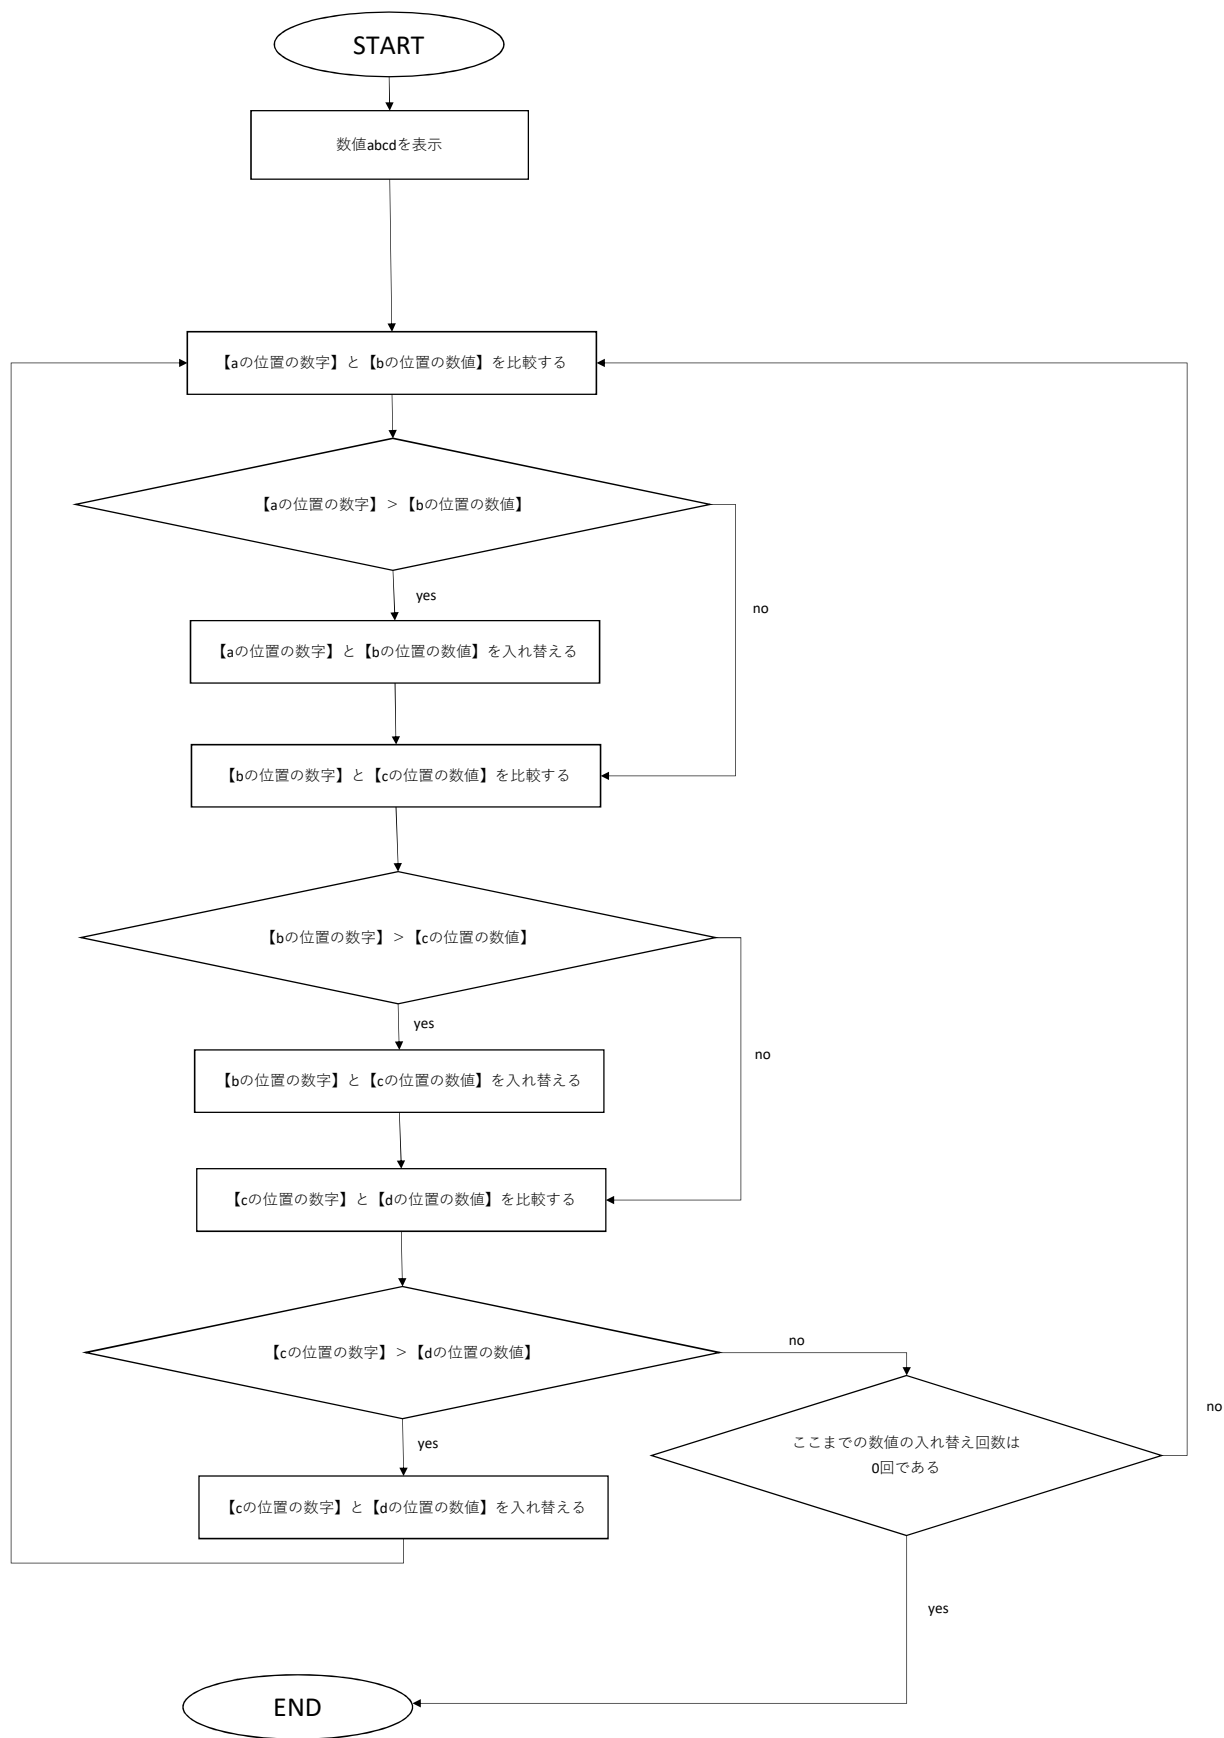 START
数値abcdを表示
【aの位置の数字】と【bの位置の数値】を比較する
【aの位置の数字】＞【bの位置の数値】
yes
no
【aの位置の数字】と【bの位置の数値】を入れ替える
【bの位置の数字】と【cの位置の数値】を比較する
【bの位置の数字】＞【cの位置の数値】
yes
no
【bの位置の数字】と【cの位置の数値】を入れ替える
【cの位置の数字】と【dの位置の数値】を比較する
【cの位置の数字】＞【dの位置の数値】
no
yes
ここまでの数値の入れ替え回数は
0回である
no
【cの位置の数字】と【dの位置の数値】を入れ替える
yes
END